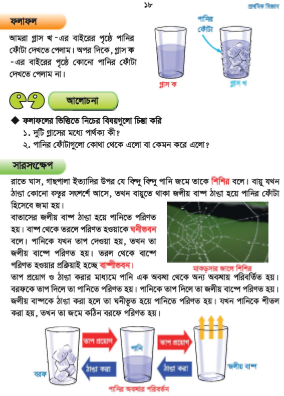 ১৮
প্রাথমিক বিজ্ঞান
ফলাফল
আমরা গ্লাস খ -এর বাইরের পৃষ্ঠে পানির
ফোঁটা দেখতে পেলাম। অপর দিকে, গ্লাস ক
-এর বাইরের পৃষ্ঠে কোনো পানির ফোঁটা
দেখতে পেলাম না।
পানির
ফোঁটা
গ্লাস ক
গ্লাস খ
আলোচনা
ফলাফলের ভিত্তিতে নিচের বিষয়গুলো চিন্তা করি
১. দুটি গ্লাসের মধ্যে পার্থক্য কী?
২. পানির ফোঁটাগুলো কোথা থেকে এলো বা কেমন করে এলো?
সারসংক্ষেপ
রাতে ঘাস, গাছপালা ইত্যাদির উপর যে বিন্দু বিন্দু পানি জমে তাকে শিশির বলে। বায়ু যখন
ঠাণ্ডা কোনো বস্তুর সংস্পর্শে আসে, তখন বায়ুতে থাকা জলীয় বাষ্প ঠাণ্ডা হয়ে পানির ফোঁটা
হিসেবে জমা হয়।
বাতাসের জলীয় বাষ্প ঠাণ্ডা হয়ে পানিতে পরিণত
হয়। বাষ্প থেকে তরলে পরিণত হওয়াকে ঘনীভবন
বলে। পানিকে যখন তাপ দেওয়া হয়, তখন তা
জলীয় বাষ্পে পরিণত হয়। তরল থেকে বাষ্পে
পরিণত হওয়ার প্রক্রিয়াই হচ্ছে বাষ্পীভবন।
মাকড়সার জালে শিশির
তাপ প্রয়োগ ও ঠাণ্ডা করার মাধ্যমে পানি এক অবস্থা থেকে অন্য অবস্থায় পরিবর্তিত হয়।
বরফকে তাপ দিলে তা পানিতে পরিণত হয়। পানিকে তাপ দিলে তা জলীয় বাষ্পে পরিণত হয়।
জলীয় বাষ্পকে ঠাণ্ডা করা হলে তা ঘনীভূত হয়ে পানিতে পরিণত হয়। যখন পানিকে শীতল
করা হয়, তখন তা জমে কঠিন বরফে পরিণত হয়।
তাপ প্রয়োগ
তাপ প্রয়োগ
পানি
ঠাণ্ডা করা
ঠাণ্ডা করা
বরফ
জলীয় বাষ্প
পানির অবস্থার পরিবর্তন